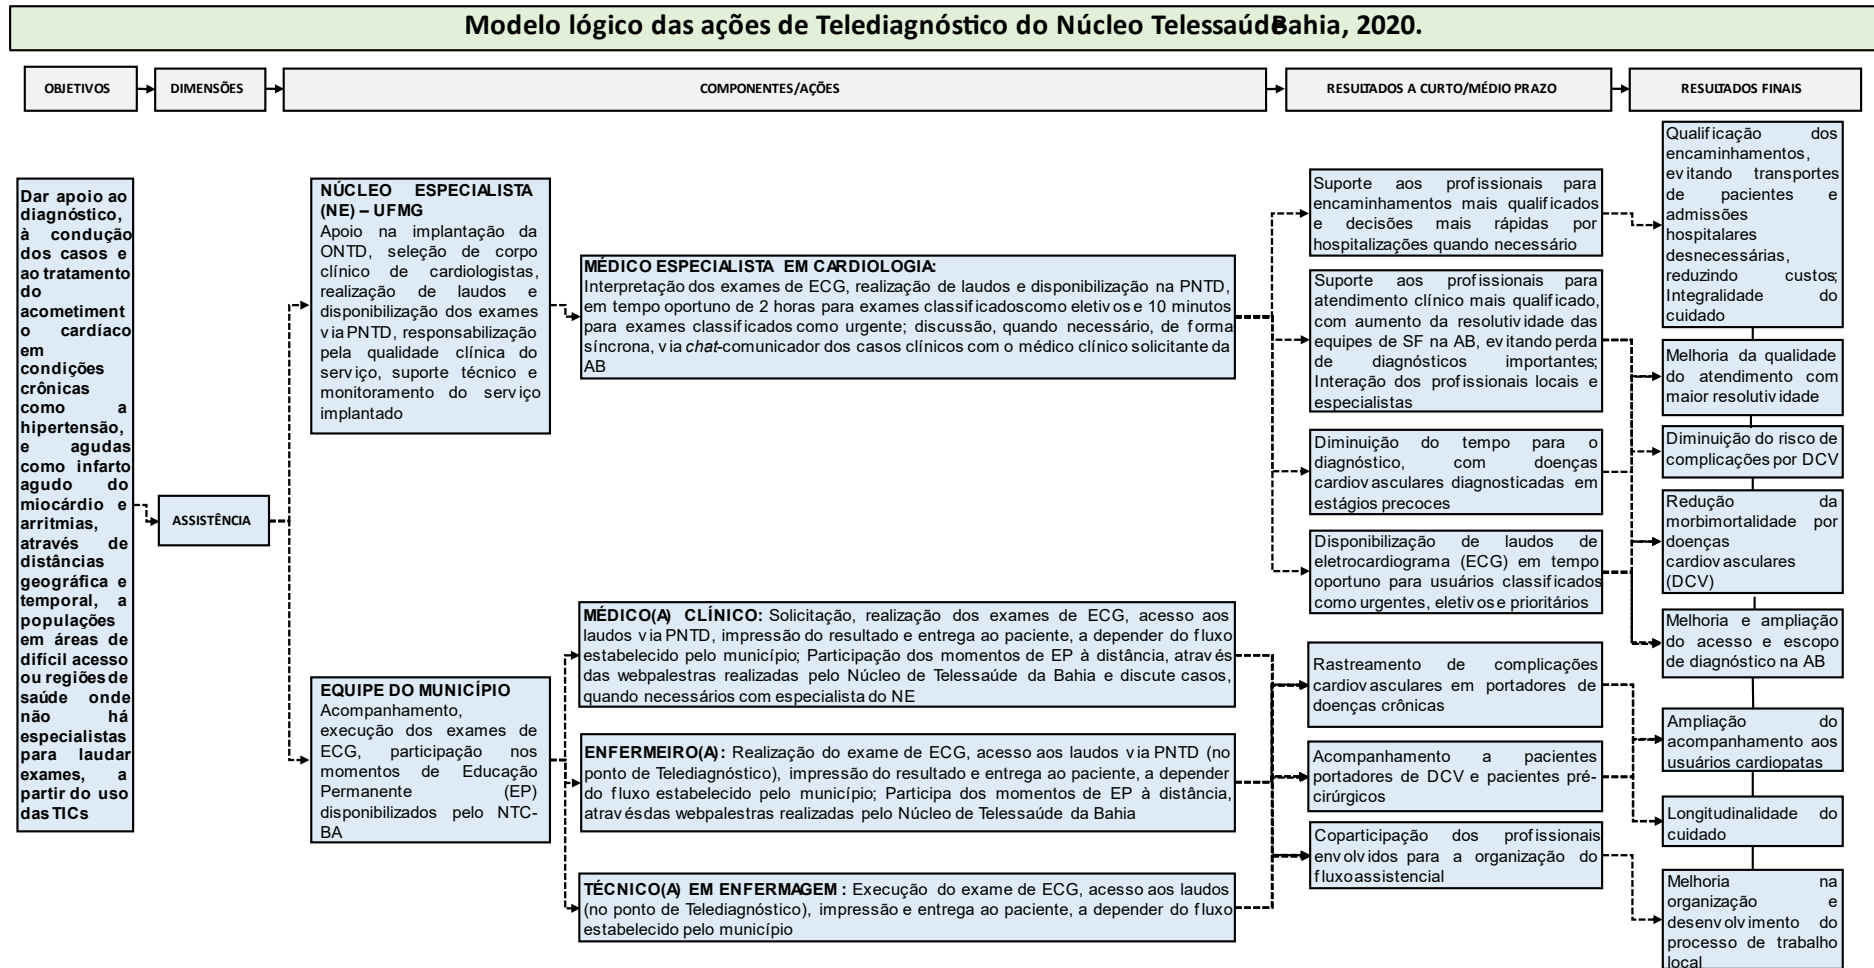 Modelo lógico das ações de Telediagnóstico do Núcleo Telessaúde Bahia, 2020.
OBJETIVOS
DIMENSÕES
COMPONENTES/AÇÕES
RESULTADOS A CURTO/MÉDIO PRAZO
RESULTADOS FINAIS
Dar apoio ao
diagnóstico,
à condução
dos casos e
ao tratamento
do
acometiment
o cardíaco
em
condições
crônicas
como a
hipertensão,
e agudas
como infarto
agudo do
miocárdio e
arritmias,
através de
distâncias
geográfica e
temporal, a
populações
em áreas de
difícil acesso
ou regiões de
saúde onde
não há
especialistas
para laudar
exames, a
partir do uso
das TICs
ASSISTÊNCIA
NÚCLEO ESPECIALISTA
(NE) – UFMG
Apoio na implantação da
ONTD, seleção de corpo
clínico de cardiologistas,
realização de laudos e
disponibilização dos exames
via PNTD, responsabilização
pela qualidade clínica do
serviço, suporte técnico e
monitoramento do serviço
implantado
EQUIPE DO MUNICÍPIO
Acompanhamento,
execução dos exames de
ECG, participação nos
momentos de Educação
Permanente (EP)
disponibilizados pelo NTC-
BA
MÉDICO ESPECIALISTA EM CARDIOLOGIA:
Interpretação dos exames de ECG, realização de laudos e disponibilização na PNTD,
em tempo oportuno de 2 horas para exames classificados como eletivos e 10 minutos
para exames classificados como urgente; discussão, quando necessário, de forma
síncrona, via chat-comunicador dos casos clínicos com o médico clínico solicitante da
AB
MÉDICO(A) CLÍNICO: Solicitação, realização dos exames de ECG, acesso aos
laudos via PNTD, impressão do resultado e entrega ao paciente, a depender do fluxo
estabelecido pelo município; Participação dos momentos de EP à distância, através
das webpalestras realizadas pelo Núcleo de Telessaúde da Bahia e discute casos,
quando necessários com especialista do NE
ENFERMEIRO(A): Realização do exame de ECG, acesso aos laudos via PNTD (no
ponto de Telediagnóstico), impressão do resultado e entrega ao paciente, a depender
do fluxo estabelecido pelo município; Participa dos momentos de EP à distância,
através das webpalestras realizadas pelo Núcleo de Telessaúde da Bahia
TÉCNICO(A) EM ENFERMAGEM : Execução do exame de ECG, acesso aos laudos
(no ponto de Telediagnóstico), impressão e entrega ao paciente, a depender do fluxo
estabelecido pelo município
Suporte aos profissionais para
encaminhamentos mais qualificados
e decisões mais rápidas por
hospitalizações quando necessário
Suporte aos profissionais para
atendimento clínico mais qualificado,
com aumento da resolutividade das
equipes de SF na AB, evitando perda
de diagnósticos importantes;
Interação dos profissionais locais e
especialistas
Diminuição do tempo para o
diagnóstico, com doenças
cardiovasculares diagnosticadas em
estágios precoces
Disponibilização de laudos de
eletrocardiograma (ECG) em tempo
oportuno para usuários classificados
como urgentes, eletivos e prioritários
Rastreamento de complicações
cardiovasculares em portadores de
doenças crônicas
Acompanhamento a pacientes
portadores de DCV e pacientes pré-
cirúrgicos
Coparticipação dos profissionais
envolvidos para a organização do
fluxo assistencial
Qualificação dos
encaminhamentos,
evitando transportes
de pacientes e
admissões
hospitalares
desnecessárias,
reduzindo custos;
Integralidade do
cuidado
Melhoria da qualidade
do atendimento com
maior resolutividade
Diminuição do risco de
complicações por DCV
Redução da
morbimortalidade por
doenças
cardiovasculares
(DCV)
Melhoria e ampliação
do acesso e escopo
de diagnóstico na AB
Ampliação do
acompanhamento aos
usuários cardiopatas
Longitudinalidade do
cuidado
Melhoria na
organização e
desenvolvimento do
processo de trabalho
local